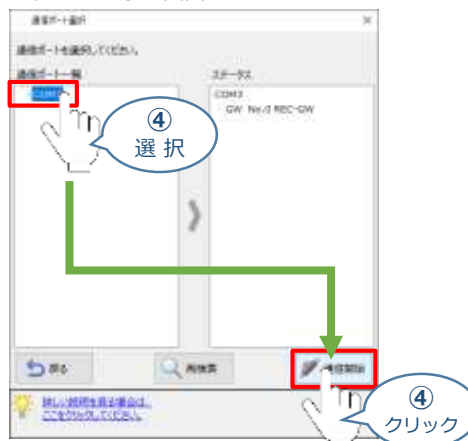 通信ポート選択
通信ポートを選択してください。
通信ポート一覧
ステータス
COM3
COM3
GW No.0 REC-GW
④
選択
戻る
再検索
通信開始
詳しい説明を見る場合は、
ここをクリックしてください。
④
クリック